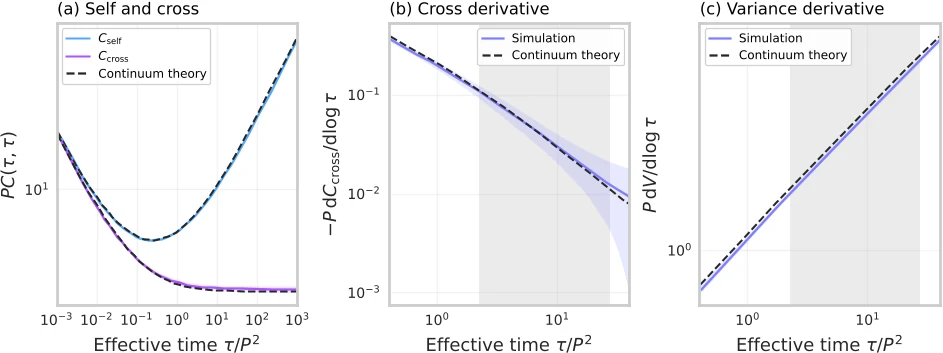 (a) Self and cross
C_self
C_cross
Continuum theory
PC(τ, τ)
10^1
10^−3 10^−2 10^−1 10^0 10^1 10^2 10^3
Effective time τ/P^2
(b) Cross derivative
Simulation
Continuum theory
−P dC_cross/dlog τ
10^−1
10^−2
10^−3
10^0 10^1
Effective time τ/P^2
(c) Variance derivative
Simulation
Continuum theory
P dV/dlog τ
10^0
10^0 10^1
Effective time τ/P^2